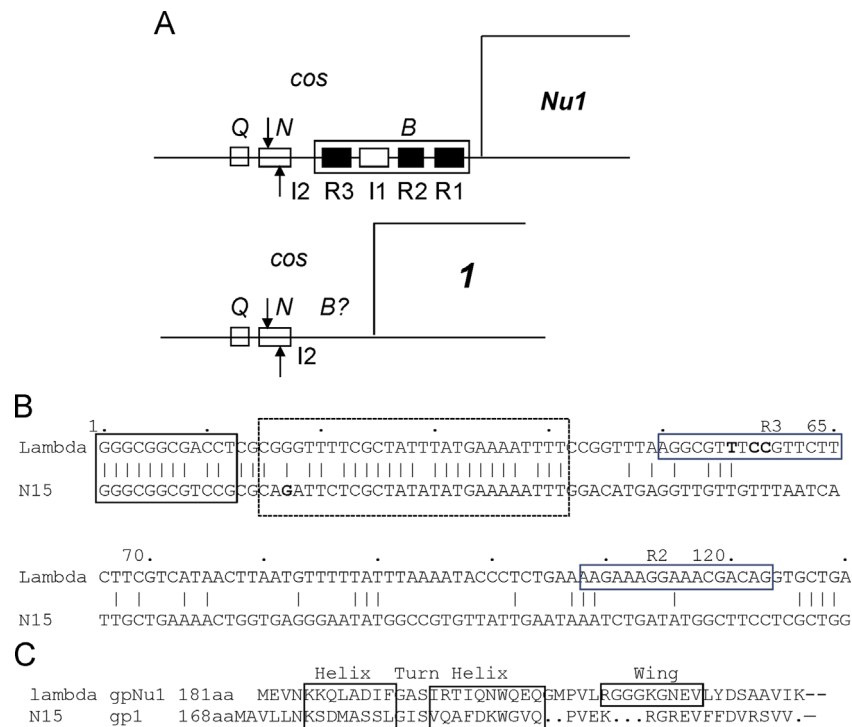 A
cos
Nu1
Q N B
I2 R3 I1 R2 R1
cos
1
Q N B?
I2
B
1. . . . . R3 65.
Lambda GGGCGGCGACCTCGCGGGTTTTCGCTATTTATGAAAATTTTCCGGTTTAAGGCGTTTCCGTTCTT
N15 GGGCGGCGTCCGCGCAGATTCTCGCTATATATGAAAAATTTGGACATGAGGTTGTTGTTTAATCA
70. . . . . R2 120. .
Lambda CTTCGTCATAACTTAATGTTTTTATTTAAAATACCCTCTGAAAAGAAAGGAAACGACAGGTGCTGA
N15 TTGCTGAAAACTGGTGAGGGAATATGGCCGTGTTATTGAATAAATCTGATATGGCTTCCTCGCTGG
C
Helix Turn Helix Wing
lambda gpNu1 181aa MEVNKKQLADIFGASIRTIQNWQEQGMPVLRGGGKGNEVLYDSAAVIK--
N15 gp1 168aaMAVLLNKSDMASSLGISVQAFDKWGVQ..PVEK...RGREVFFDVRSVV.—